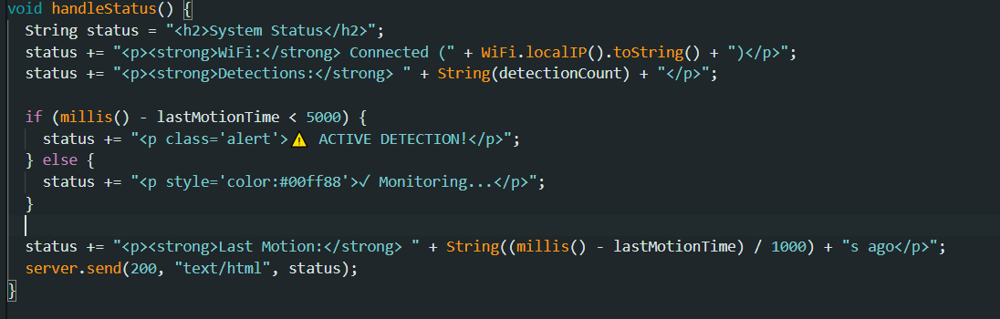 void handleStatus() {
  String status = "<h2>System Status</h2>";
  status += "<p><strong>WiFi:</strong> Connected (" + WiFi.localIP().toString() + ")</p>";
  status += "<p><strong>Detections:</strong> " + String(detectionCount) + "</p>";

  if (millis() - lastMotionTime < 5000) {
    status += "<p class='alert'>⚠️ ACTIVE DETECTION!</p>";
  } else {
    status += "<p style='color:#00ff88'>✓ Monitoring...</p>";
  }

  status += "<p><strong>Last Motion:</strong> " + String((millis() - lastMotionTime) / 1000) + "s ago</p>";
  server.send(200, "text/html", status);
}